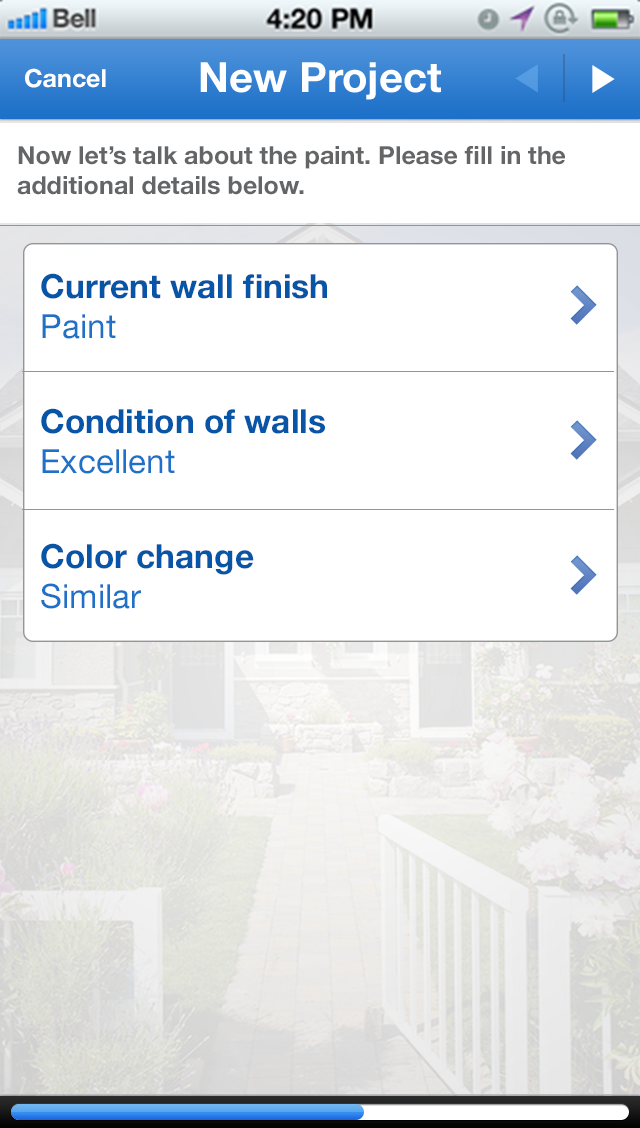 Bell 4:20 PM
Cancel New Project
Now let’s talk about the paint. Please fill in the
additional details below.
Current wall finish
Paint
Condition of walls
Excellent
Color change
Similar